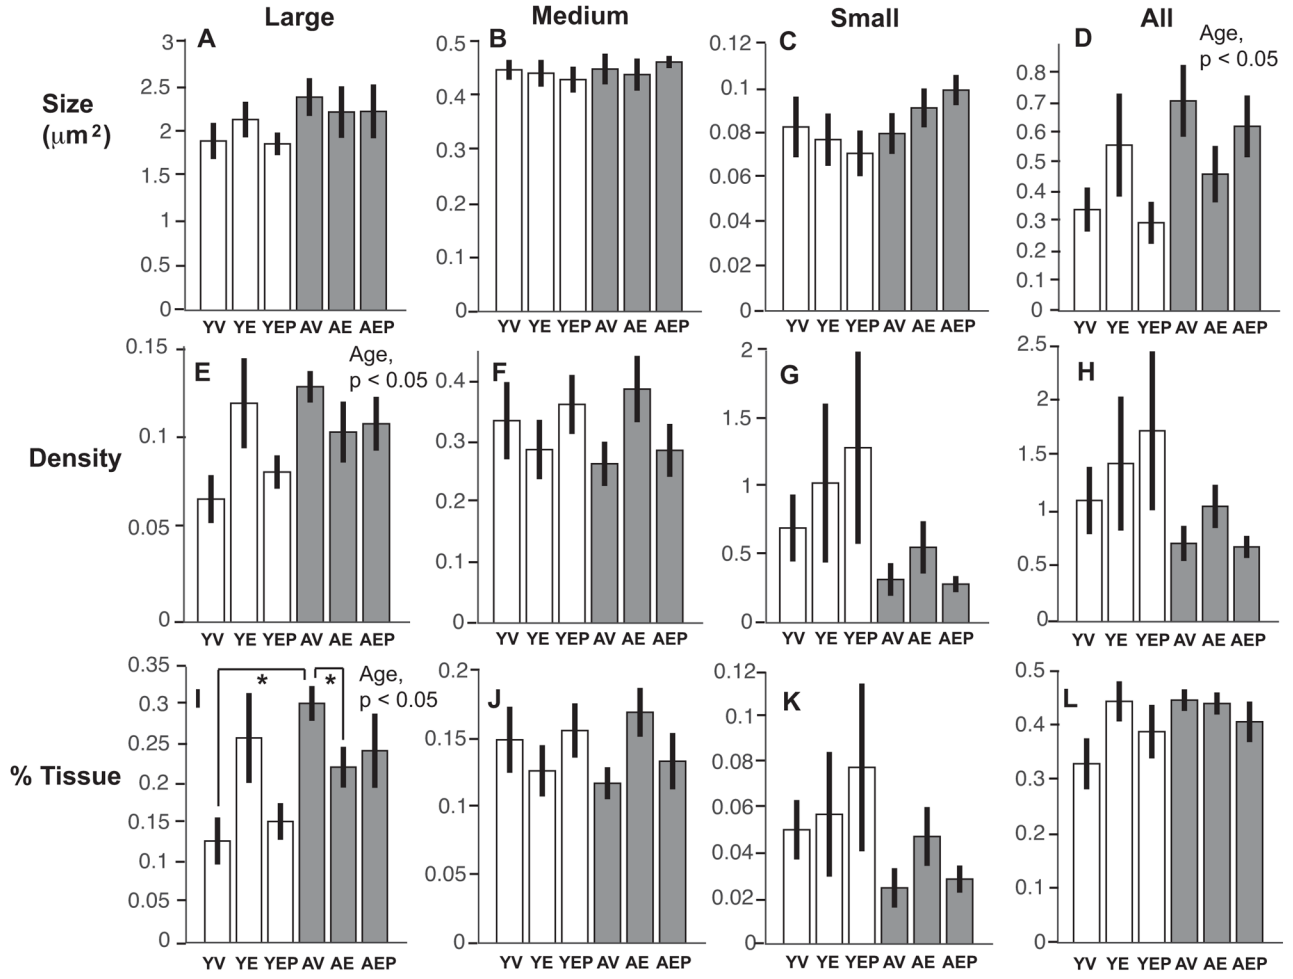 Large Medium Small All
Size
(μm²)
A
3
2.5
2
1.5
1
0.5
0
YV YE YEP AV AE AEP
B
0.5
0.4
0.3
0.2
0.1
0
YV YE YEP AV AE AEP
C
0.12
0.1
0.08
0.06
0.04
0.02
0
YV YE YEP AV AE AEP
D
Age,
p < 0.05
0.8
0.7
0.6
0.5
0.4
0.3
0.2
0.1
0
YV YE YEP AV AE AEP
Density
E
Age,
p < 0.05
0.15
0.1
0.05
0
YV YE YEP AV AE AEP
F
0.4
0.3
0.2
0.1
0
YV YE YEP AV AE AEP
G
2
1.5
1
0.5
0
YV YE YEP AV AE AEP
H
2.5
2
1.5
1
0.5
0
YV YE YEP AV AE AEP
% Tissue
I
* *
Age,
p < 0.05
0.35
0.3
0.25
0.2
0.15
0.1
0.05
0
YV YE YEP AV AE AEP
J
0.2
0.15
0.1
0.05
0
YV YE YEP AV AE AEP
K
0.12
0.1
0.08
0.06
0.04
0.02
0
YV YE YEP AV AE AEP
L
0.5
0.4
0.3
0.2
0.1
0
YV YE YEP AV AE AEP